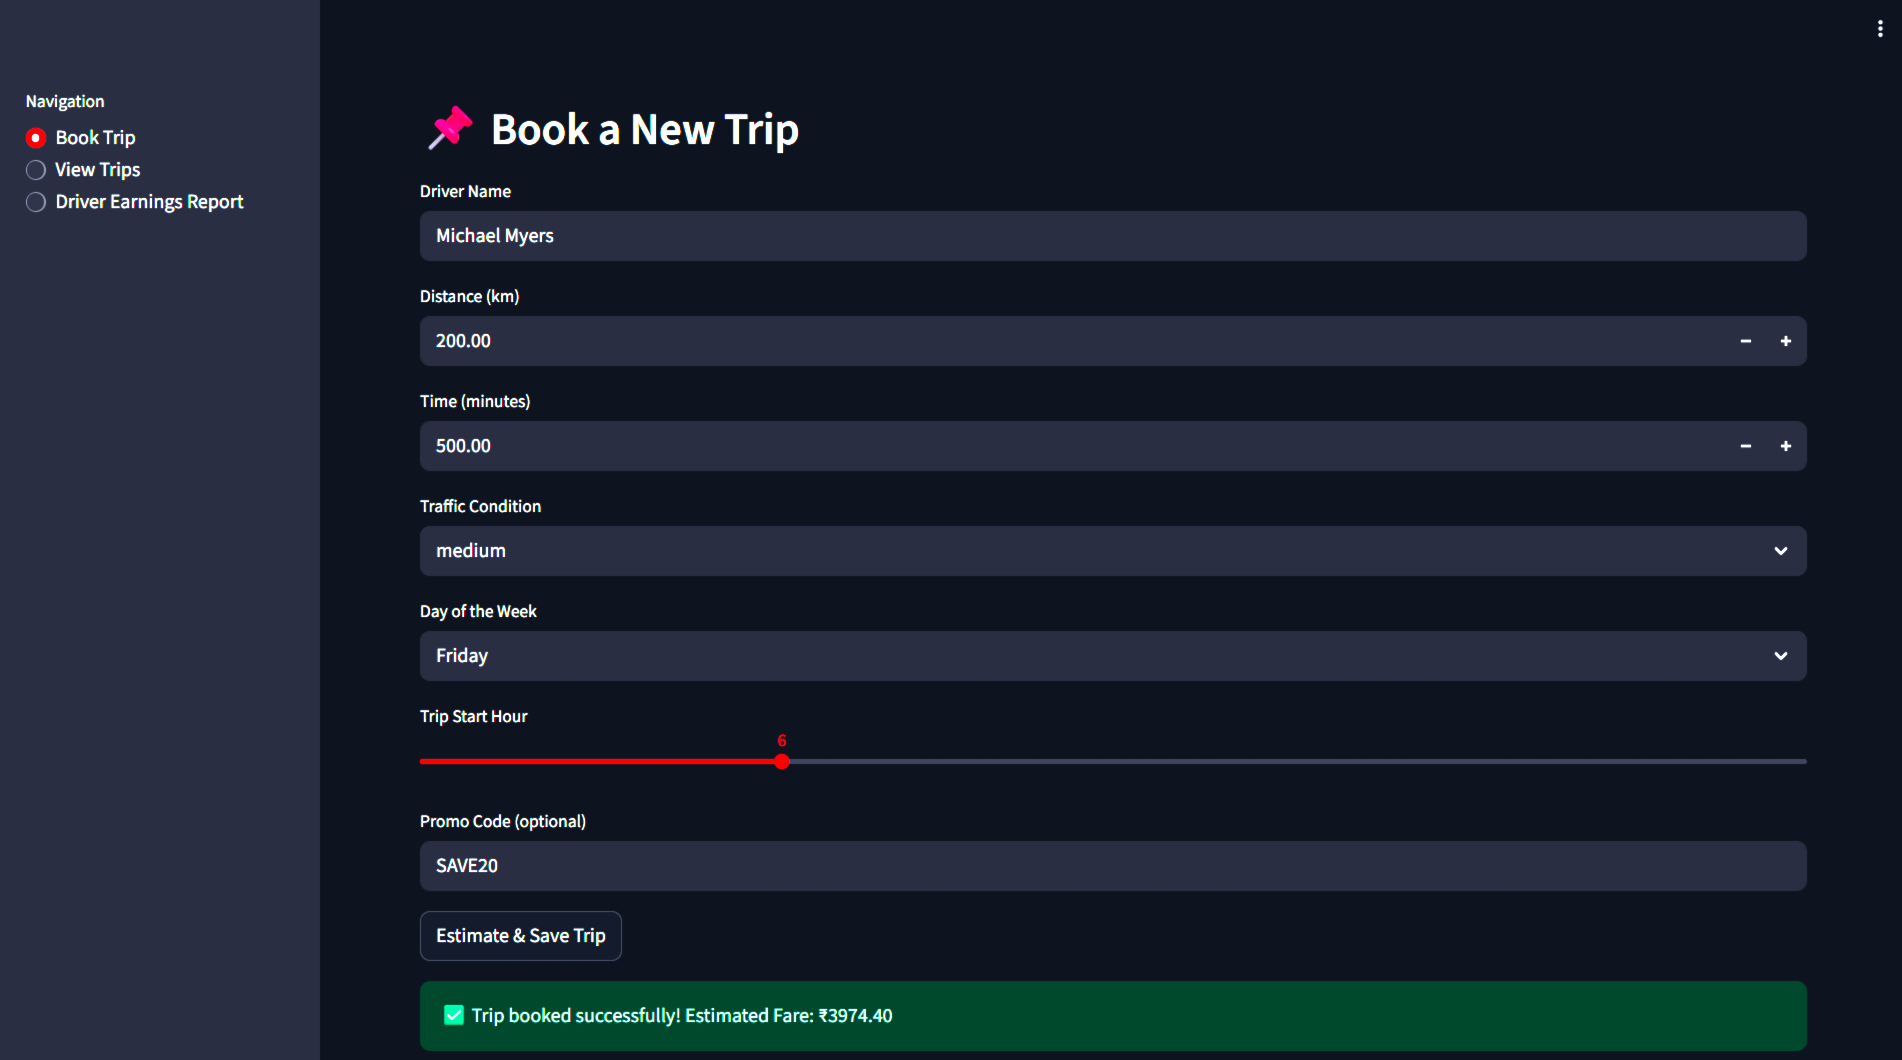 Navigation
Book Trip
View Trips
Driver Earnings Report
Book a New Trip
Driver Name
Michael Myers
Distance (km)
200.00
Time (minutes)
500.00
Traffic Condition
medium
Day of the Week
Friday
Trip Start Hour
6
Promo Code (optional)
SAVE20
Estimate & Save Trip
Trip booked successfully! Estimated Fare: ₹3974.40